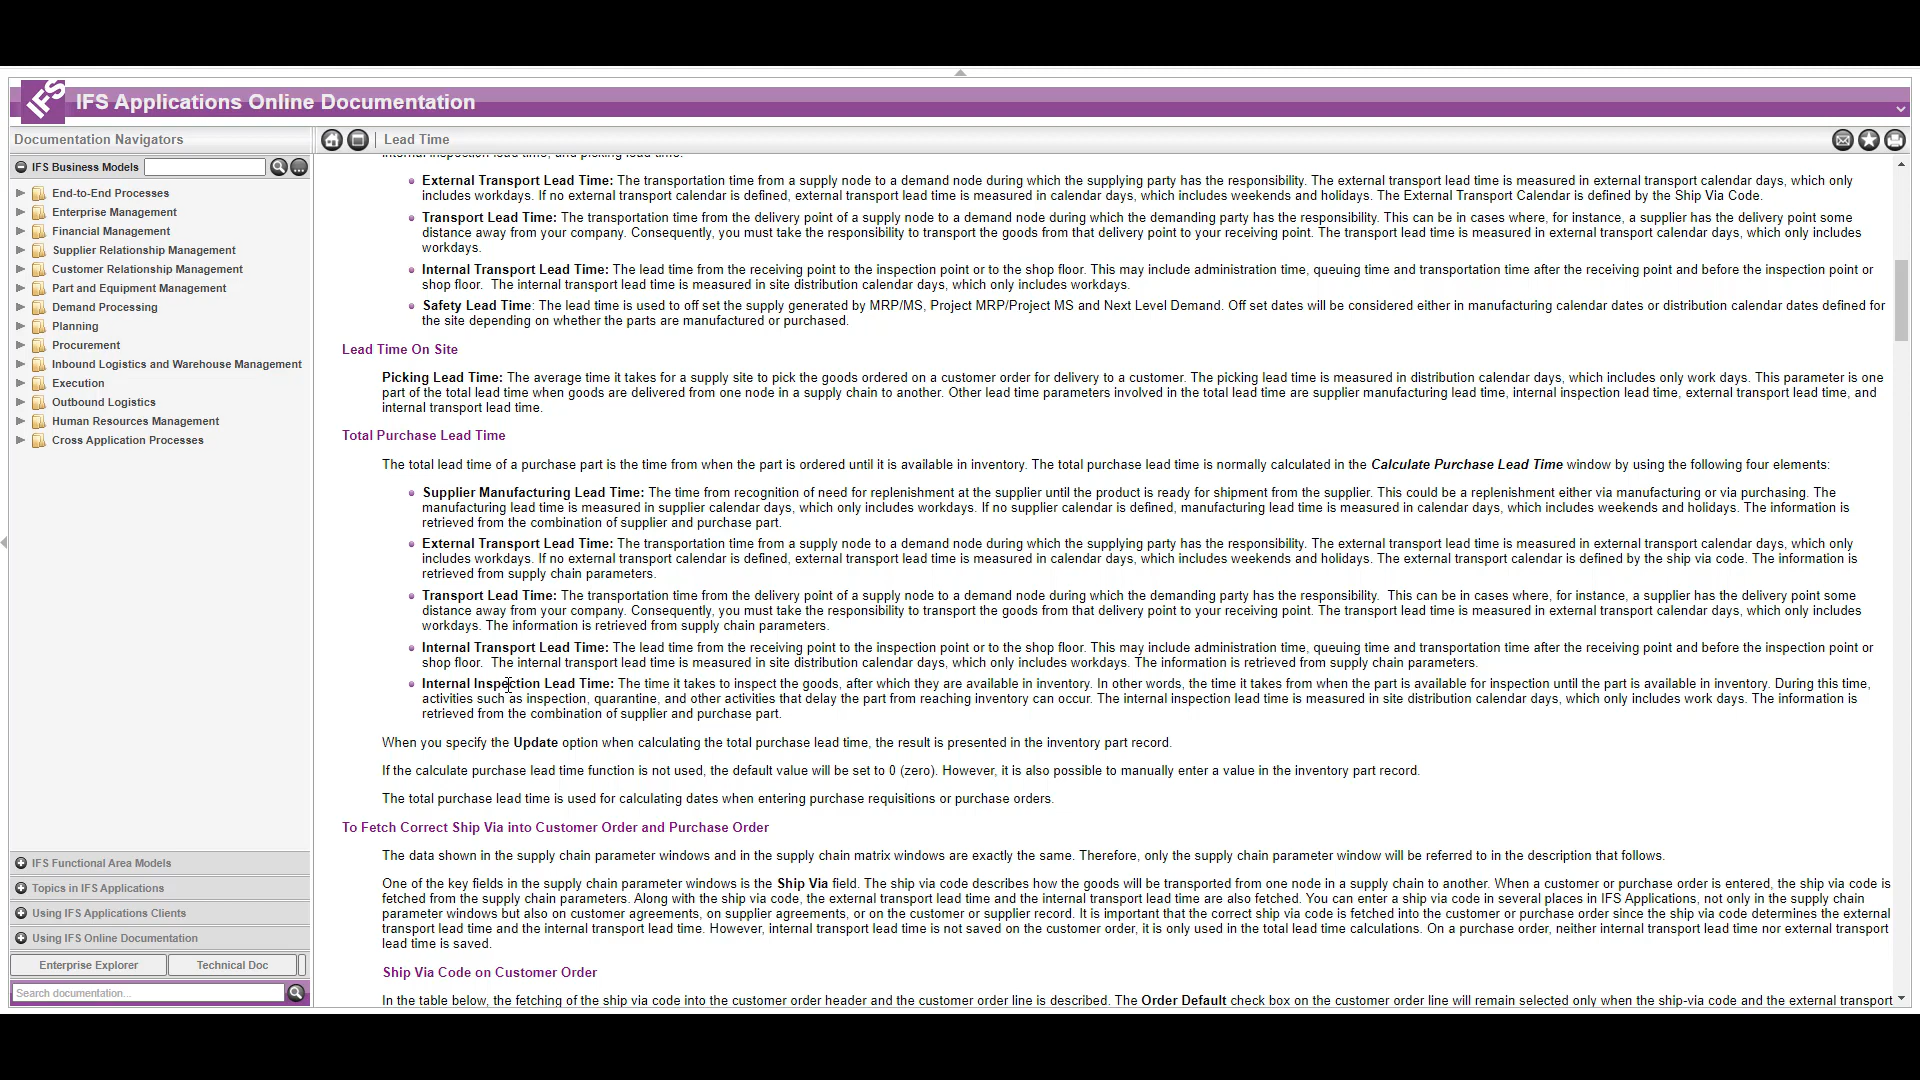 IFS
IFS Applications Online Documentation
Documentation Navigators
Lead Time
IFS Business Models
End-to-End Processes
Enterprise Management
Financial Management
Supplier Relationship Management
Customer Relationship Management
Part and Equipment Management
Demand Processing
Planning
Procurement
Inbound Logistics and Warehouse Management
Execution
Outbound Logistics
Human Resources Management
Cross Application Processes
IFS Functional Area Models
Topics in IFS Applications
Using IFS Applications Clients
Using IFS Online Documentation
Enterprise Explorer
Technical Doc
Search documentation...
internal inspection lead time, and picking lead time.
External Transport Lead Time: The transportation time from a supply node to a demand node during which the supplying party has the responsibility. The external transport lead time is measured in external transport calendar days, which only
includes workdays. If no external transport calendar is defined, external transport lead time is measured in calendar days, which includes weekends and holidays. The External Transport Calendar is defined by the Ship Via Code.
Transport Lead Time: The transportation time from the delivery point of a supply node to a demand node during which the demanding party has the responsibility. This can be in cases where, for instance, a supplier has the delivery point some
distance away from your company. Consequently, you must take the responsibility to transport the goods from that delivery point to your receiving point. The transport lead time is measured in external transport calendar days, which only includes
workdays.
Internal Transport Lead Time: The lead time from the receiving point to the inspection point or to the shop floor. This may include administration time, queuing time and transportation time after the receiving point and before the inspection point or
shop floor.  The internal transport lead time is measured in site distribution calendar days, which only includes workdays.
Safety Lead Time: The lead time is used to off set the supply generated by MRP/MS, Project MRP/Project MS and Next Level Demand. Off set dates will be considered either in manufacturing calendar dates or distribution calendar dates defined for
the site depending on whether the parts are manufactured or purchased.
Lead Time On Site
Picking Lead Time: The average time it takes for a supply site to pick the goods ordered on a customer order for delivery to a customer. The picking lead time is measured in distribution calendar days, which includes only work days. This parameter is one
part of the total lead time when goods are delivered from one node in a supply chain to another. Other lead time parameters involved in the total lead time are supplier manufacturing lead time, internal inspection lead time, external transport lead time, and
internal transport lead time.
Total Purchase Lead Time
The total lead time of a purchase part is the time from when the part is ordered until it is available in inventory. The total purchase lead time is normally calculated in the Calculate Purchase Lead Time window by using the following four elements:
Supplier Manufacturing Lead Time: The time from recognition of need for replenishment at the supplier until the product is ready for shipment from the supplier. This could be a replenishment either via manufacturing or via purchasing. The
manufacturing lead time is measured in supplier calendar days, which only includes workdays. If no supplier calendar is defined, manufacturing lead time is measured in calendar days, which includes weekends and holidays. The information is
retrieved from the combination of supplier and purchase part.
External Transport Lead Time: The transportation time from a supply node to a demand node during which the supplying party has the responsibility. The external transport lead time is measured in external transport calendar days, which only
includes workdays. If no external transport calendar is defined, external transport lead time is measured in calendar days, which includes weekends and holidays. The external transport calendar is defined by the ship via code. The information is
retrieved from supply chain parameters.
Transport Lead Time: The transportation time from the delivery point of a supply node to a demand node during which the demanding party has the responsibility.  This can be in cases where, for instance, a supplier has the delivery point some
distance away from your company. Consequently, you must take the responsibility to transport the goods from that delivery point to your receiving point. The transport lead time is measured in external transport calendar days, which only includes
workdays. The information is retrieved from supply chain parameters.
Internal Transport Lead Time: The lead time from the receiving point to the inspection point or to the shop floor. This may include administration time, queuing time and transportation time after the receiving point and before the inspection point or
shop floor.  The internal transport lead time is measured in site distribution calendar days, which only includes workdays. The information is retrieved from supply chain parameters.
Internal Inspection Lead Time: The time it takes to inspect the goods, after which they are available in inventory. In other words, the time it takes from when the part is available for inspection until the part is available in inventory. During this time,
activities such as inspection, quarantine, and other activities that delay the part from reaching inventory can occur. The internal inspection lead time is measured in site distribution calendar days, which only includes work days. The information is
retrieved from the combination of supplier and purchase part.
When you specify the Update option when calculating the total purchase lead time, the result is presented in the inventory part record.
If the calculate purchase lead time function is not used, the default value will be set to 0 (zero). However, it is also possible to manually enter a value in the inventory part record.
The total purchase lead time is used for calculating dates when entering purchase requisitions or purchase orders.
To Fetch Correct Ship Via into Customer Order and Purchase Order
The data shown in the supply chain parameter windows and in the supply chain matrix windows are exactly the same. Therefore, only the supply chain parameter window will be referred to in the description that follows.
One of the key fields in the supply chain parameter windows is the Ship Via field. The ship via code describes how the goods will be transported from one node in a supply chain to another. When a customer or purchase order is entered, the ship via code is
fetched from the supply chain parameters. Along with the ship via code, the external transport lead time and the internal transport lead time are also fetched. You can enter a ship via code in several places in IFS Applications, not only in the supply chain
parameter windows but also on customer agreements, on supplier agreements, or on the customer or supplier record. It is important that the correct ship via code is fetched into the customer or purchase order since the ship via code determines the external
transport lead time and the internal transport lead time. However, internal transport lead time is not saved on the customer order, it is only used in the total lead time calculations. On a purchase order, neither internal transport lead time nor external transport
lead time is saved.
Ship Via Code on Customer Order
In the table below, the fetching of the ship via code into the customer order header and the customer order line is described. The Order Default check box on the customer order line will remain selected only when the ship-via code and the external transport